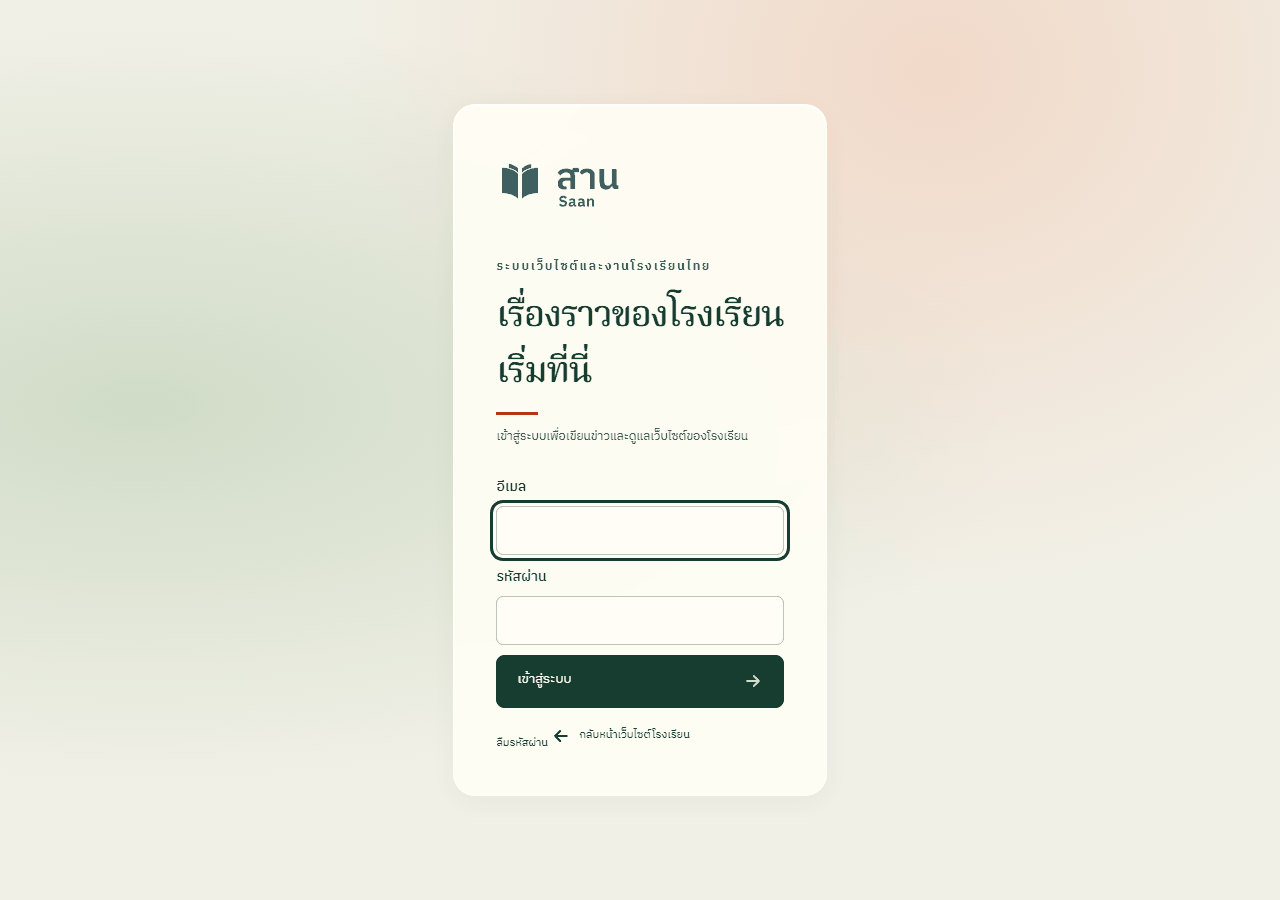 สาน
Saan
ระบบเว็บไซต์และงานโรงเรียนไทย
เรื่องราวของโรงเรียน
เริ่มที่นี่
เข้าสู่ระบบเพื่อเขียนข่าวและดูแลเว็บไซต์ของโรงเรียน
อีเมล
รหัสผ่าน
เข้าสู่ระบบ
ลืมรหัสผ่าน
กลับหน้าเว็บไซต์โรงเรียน